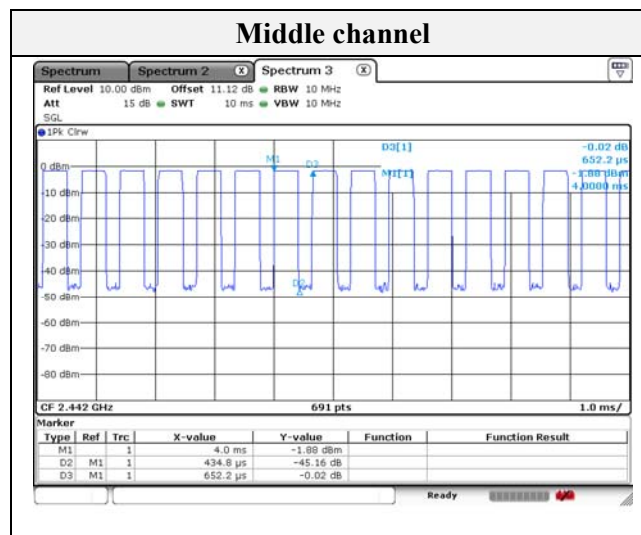 Middle channel
Spectrum Spectrum 2 X Spectrum 3 X
Ref Level 10.00 dBm Offset 11.12 dB RBW 10 MHz
Att 15 dB SWT 10 ms VBW 10 MHz
SGL
1Pk Clrw
D3[1] -0.02 dB
652.2 µs
M1 D3
0 dBm M1[1] -1.88 dBm
4.0000 ms
-10 dBm
-20 dBm
-30 dBm
-40 dBm
D2
-50 dBm
-60 dBm
-70 dBm
-80 dBm
CF 2.442 GHz 691 pts 1.0 ms/
Marker
Type Ref Trc X-value Y-value Function Function Result
M1 1 4.0 ms -1.88 dBm
D2 M1 1 434.8 µs -45.16 dB
D3 M1 1 652.2 µs -0.02 dB
Ready